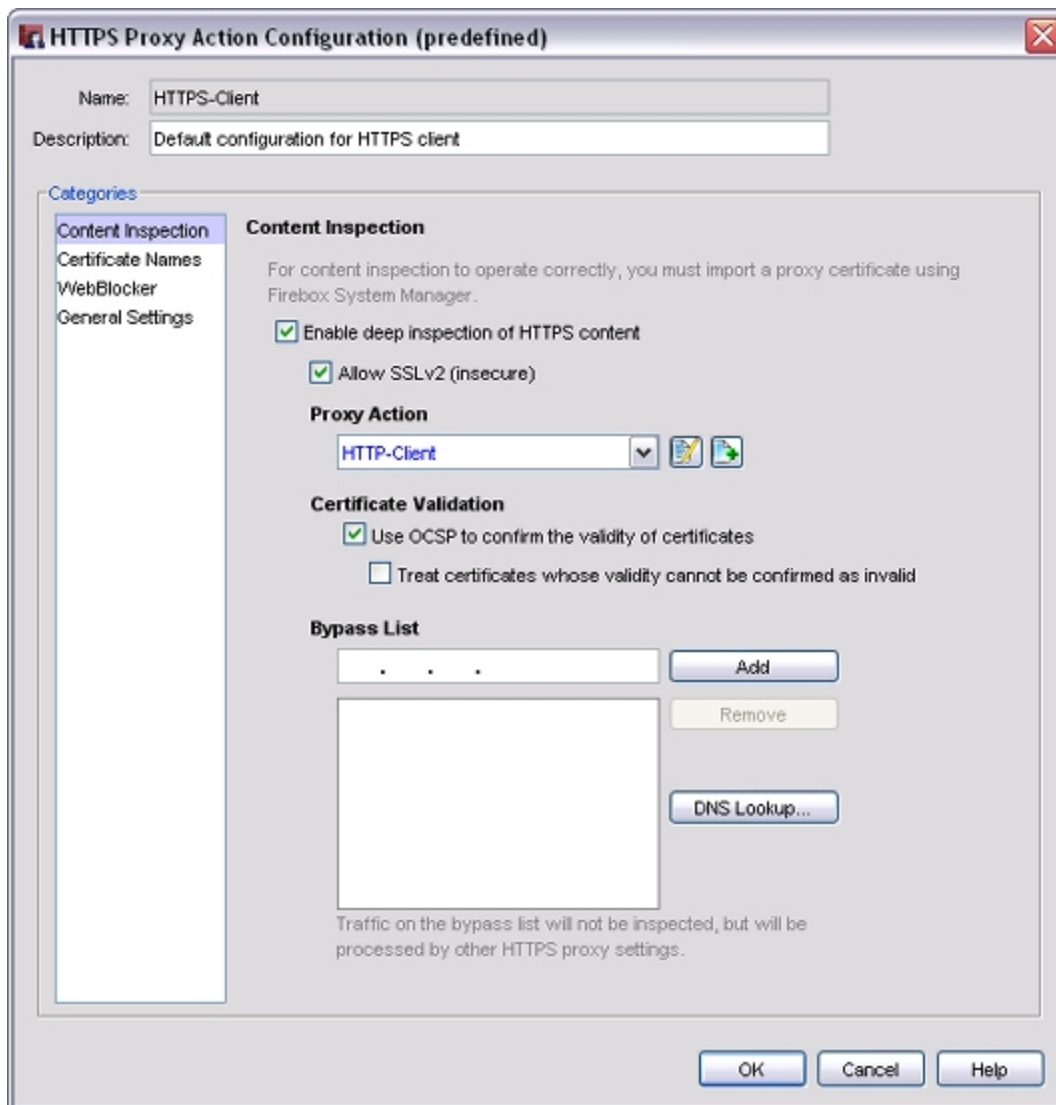 HTTPS Proxy Action Configuration (predefined)
Name: HTTPS-Client
Description: Default configuration for HTTPS client
Categories
Content Inspection
Certificate Names
WebBlocker
General Settings
Content Inspection
For content inspection to operate correctly, you must import a proxy certificate using
Firebox System Manager.
Enable deep inspection of HTTPS content
Allow SSLv2 (insecure)
Proxy Action
HTTP-Client
Certificate Validation
Use OCSP to confirm the validity of certificates
Treat certificates whose validity cannot be confirmed as invalid
Bypass List
. . .
Add
Remove
DNS Lookup...
Traffic on the bypass list will not be inspected, but will be
processed by other HTTPS proxy settings.
OK Cancel Help